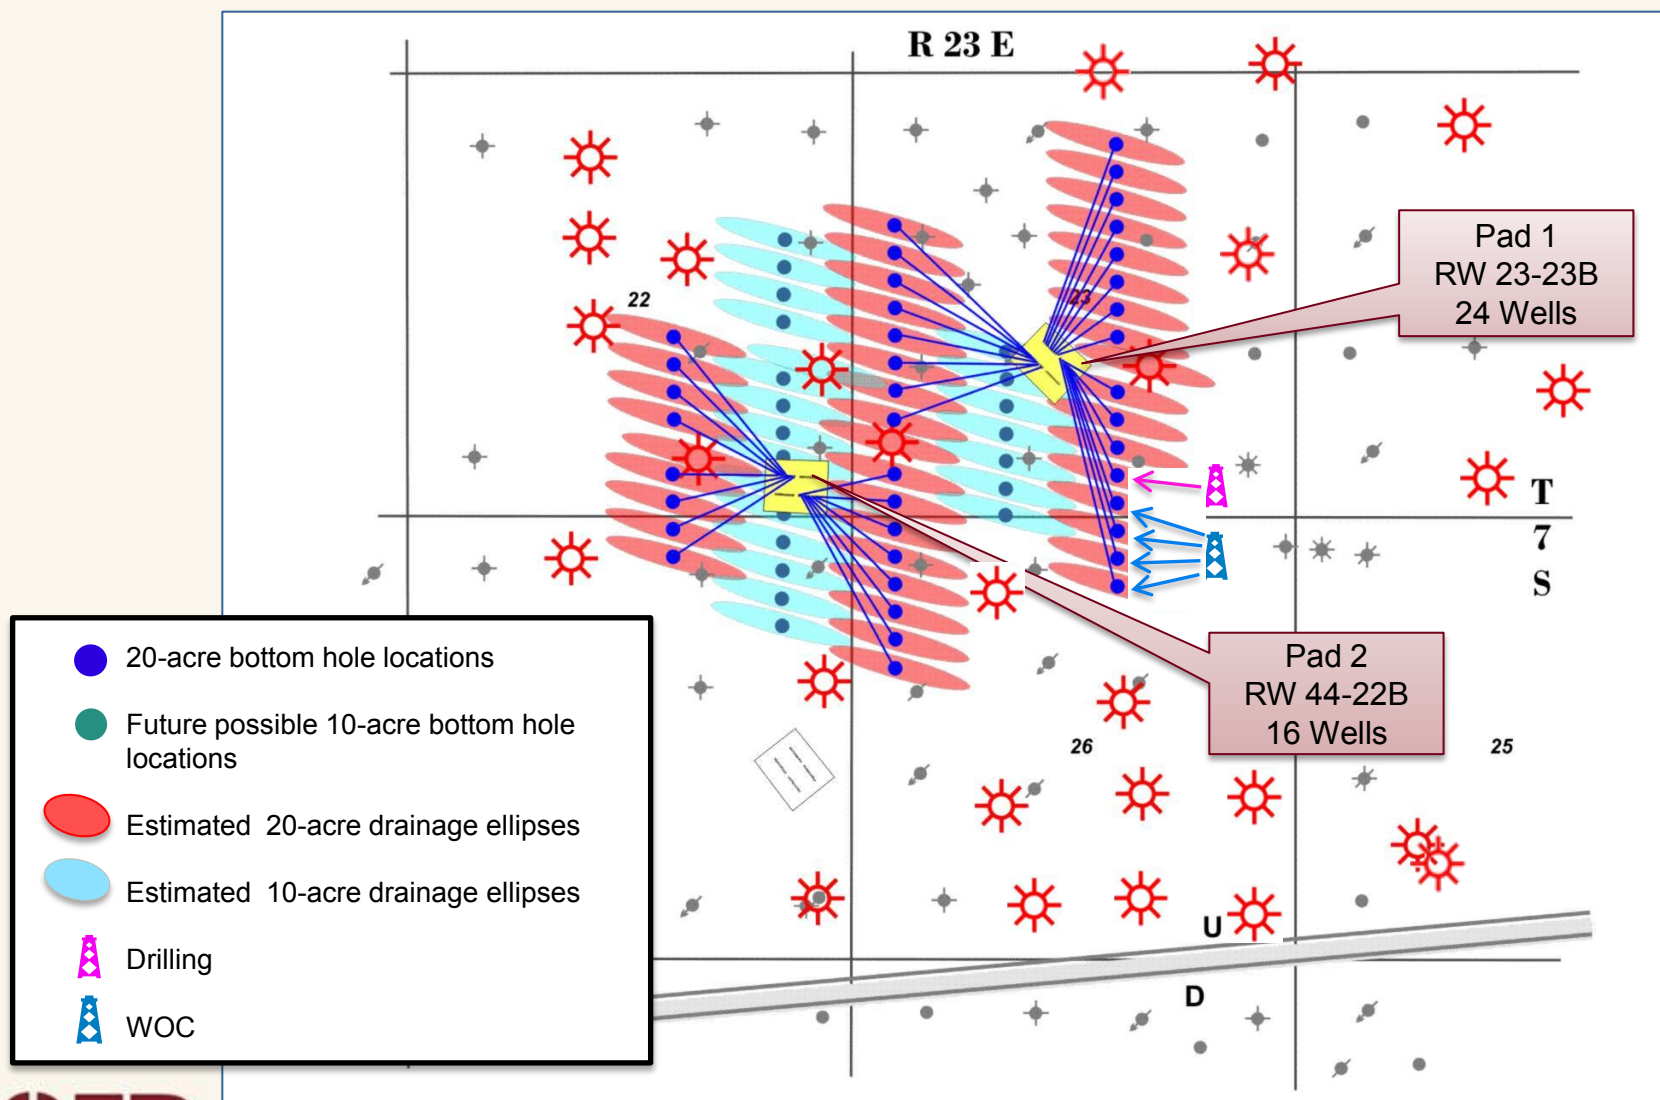 R 23 E
Pad 1
RW 23-23B
24 Wells
22
23
T
7
S
20-acre bottom hole locations
Future possible 10-acre bottom hole
locations
Estimated  20-acre drainage ellipses
Estimated  10-acre drainage ellipses
Drilling
WOC
Pad 2
RW 44-22B
16 Wells
26
25
U
D